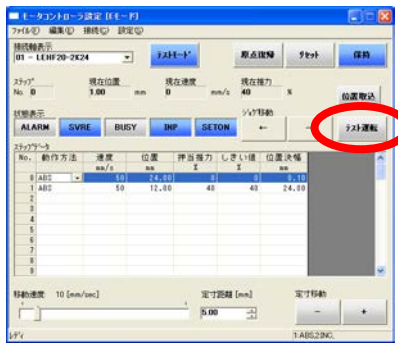 モータコントローラ設定 [Eモード]
ファイル(F) 編集(E) 接続(C) 設定(S)
接続軸表示
01 - LEHF20-2K24
テストモード 原点復帰 リセット 保持
ステップ 現在位置 現在速度 現在推力
No. 0 1.00 mm 0 mm/s 40 %
位置取込
状態表示 ジョグ移動
ALARM SVRE BUSY INP SETON ← テスト運転
ステップデータ
No. 動作方法 速度 位置 押当推力 しきい値 位置決幅
mm/s mm % % mm
0 ABS 50 24.00 0 0 0.10
1 ABS 50 12.00 40 40 24.00
2
3
4
5
6
7
8
9
移動速度 10 [mm/sec] 定寸距離 [mm] 定寸移動
5.00 - +
レディ 1:ABS,2:INC,